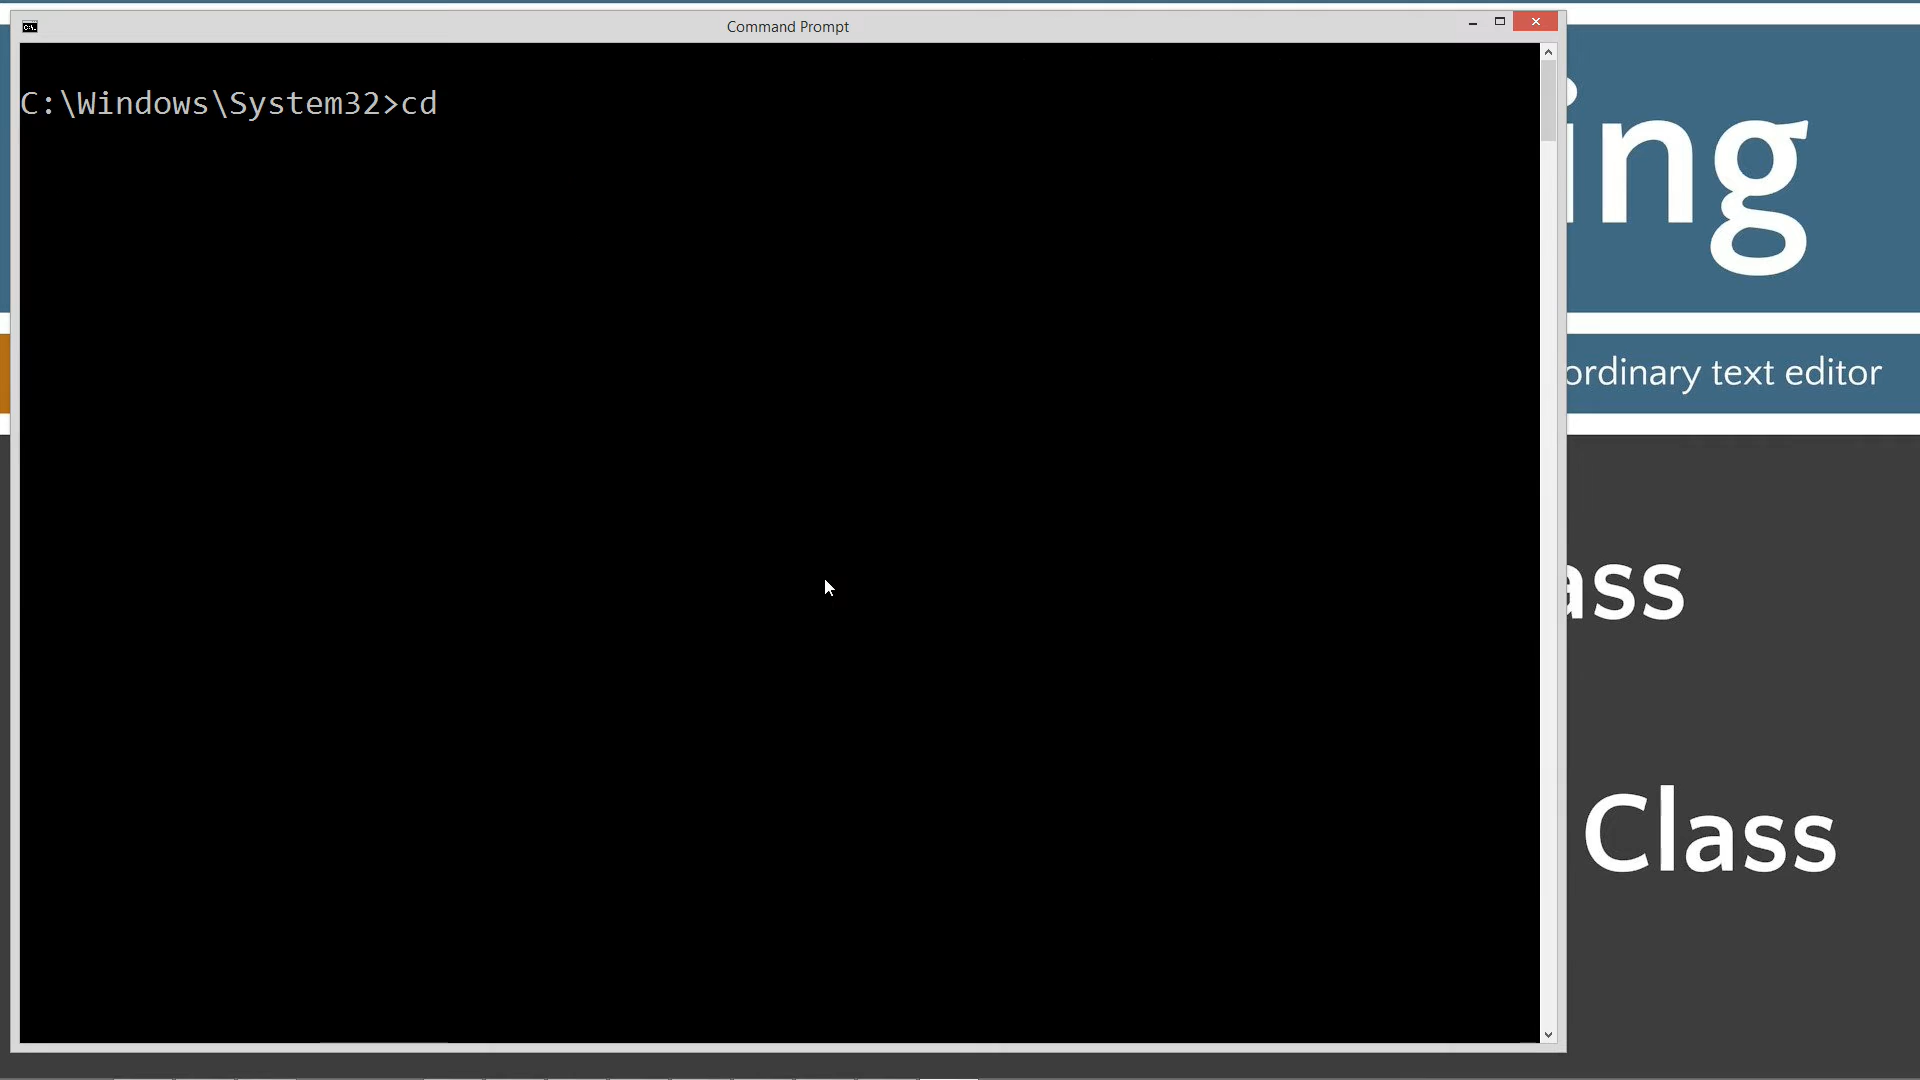 Command Prompt
C:\Windows\System32>cd
ing
ordinary text editor
ass
Class